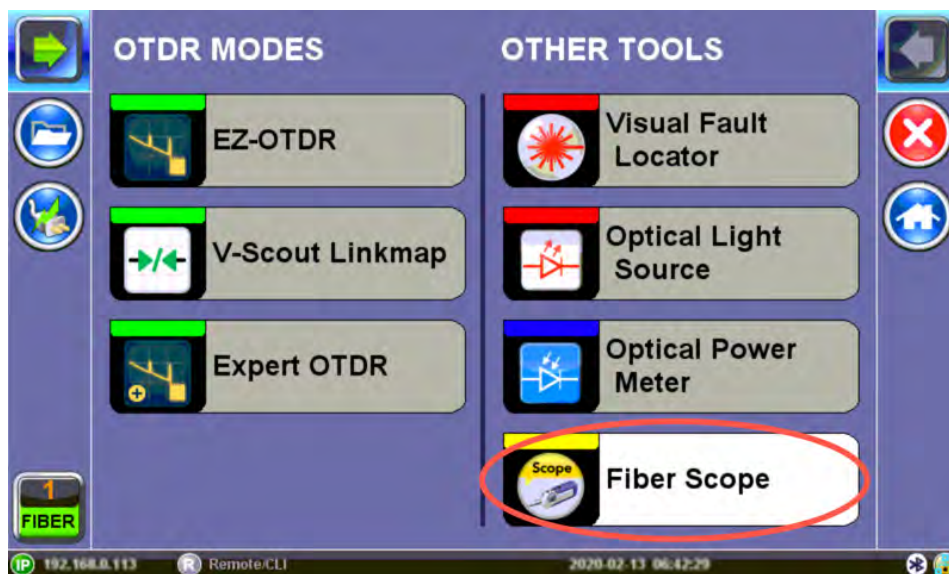 OTDR MODES
OTHER TOOLS
EZ-OTDR
V-Scout Linkmap
Expert OTDR
Visual Fault
Locator
Optical Light
Source
Optical Power
Meter
Scope
Fiber Scope
1
FIBER
IP 192.168.0.113
R Remote/CLI
2020-02-13 06:42:29